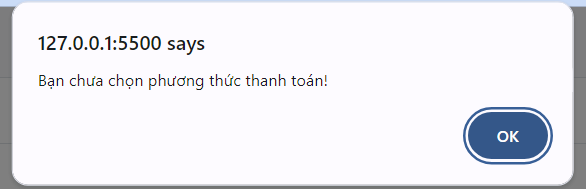 127.0.0.1:5500 says
Bạn chưa chọn phương thức thanh toán!
OK